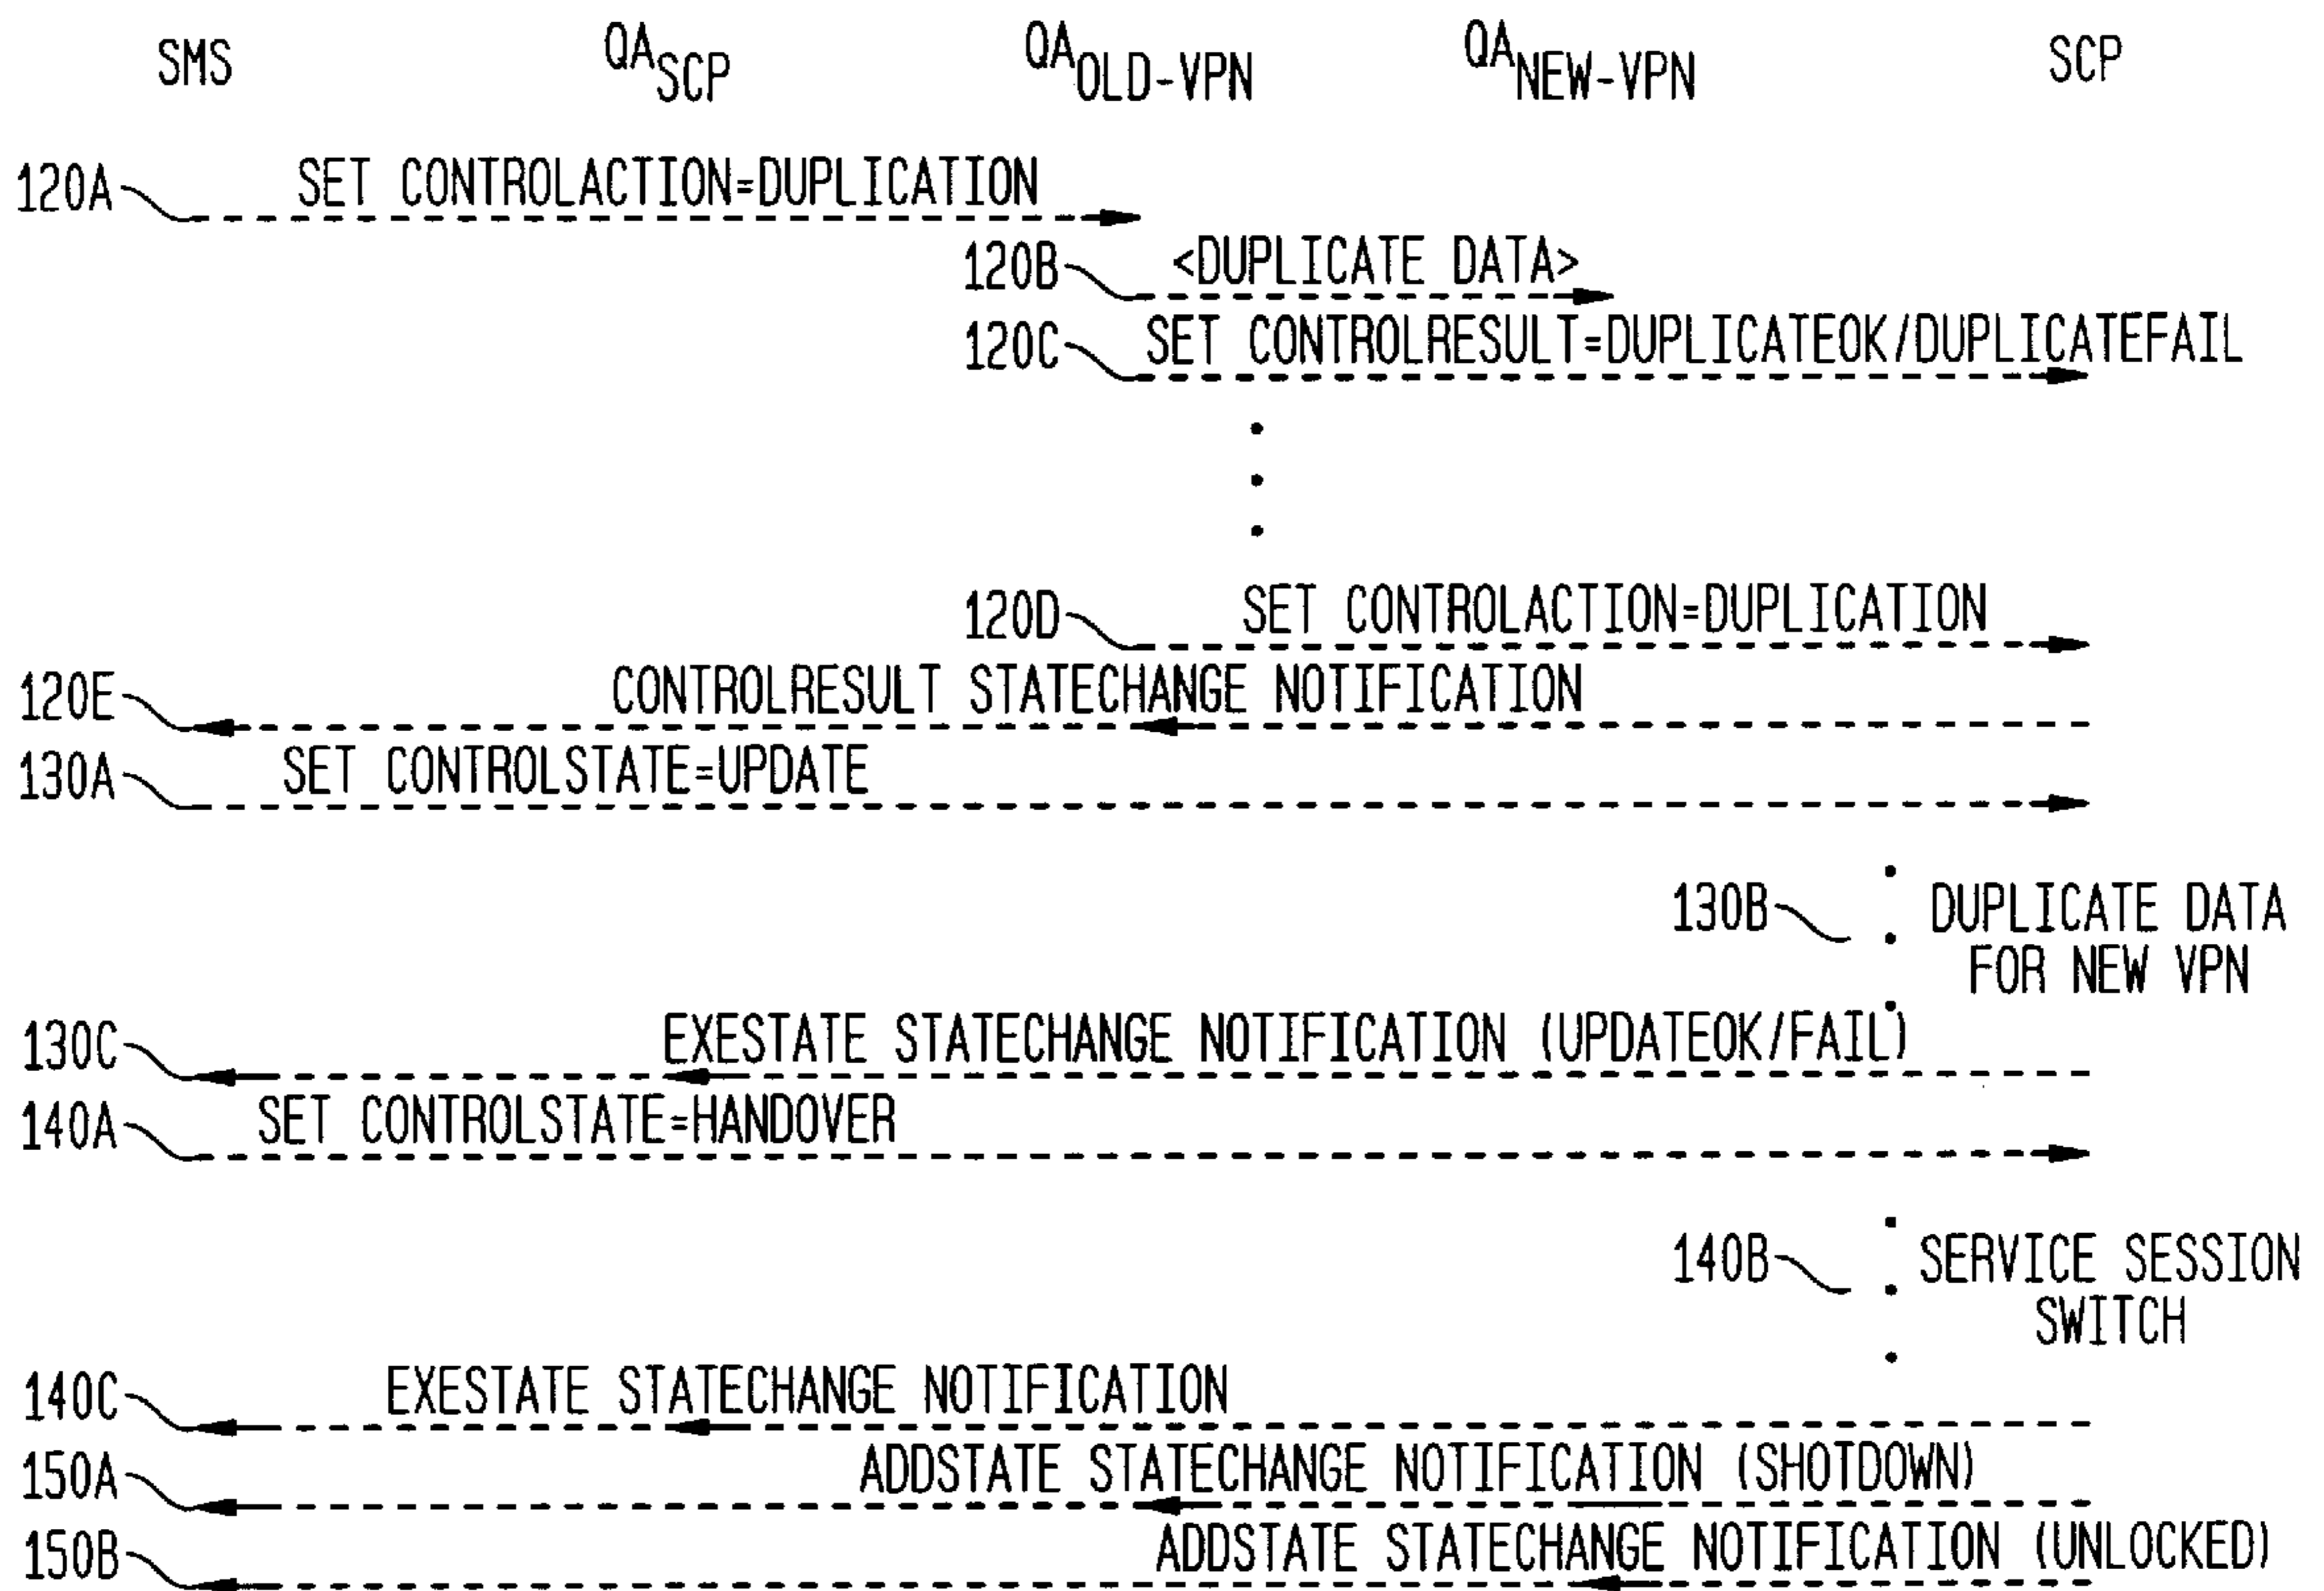 SMS QASCP QAOLD-VPN QANEW-VPN SCP
120A SET CONTROLACTION=DUPLICATION
120B <DUPLICATE DATA>
120C SET CONTROLRESULT=DUPLICATEOK/DUPLICATEFAIL
120D SET CONTROLACTION=DUPLICATION
120E CONTROLRESULT STATECHANGE NOTIFICATION
130A SET CONTROLSTATE=UPDATE
130B DUPLICATE DATA
FOR NEW VPN
130C EXESTATE STATECHANGE NOTIFICATION (UPDATEOK/FAIL)
140A SET CONTROLSTATE=HANDOVER
140B SERVICE SESSION
SWITCH
140C EXESTATE STATECHANGE NOTIFICATION
150A ADDSTATE STATECHANGE NOTIFICATION (SHOTDOWN)
150B ADDSTATE STATECHANGE NOTIFICATION (UNLOCKED)